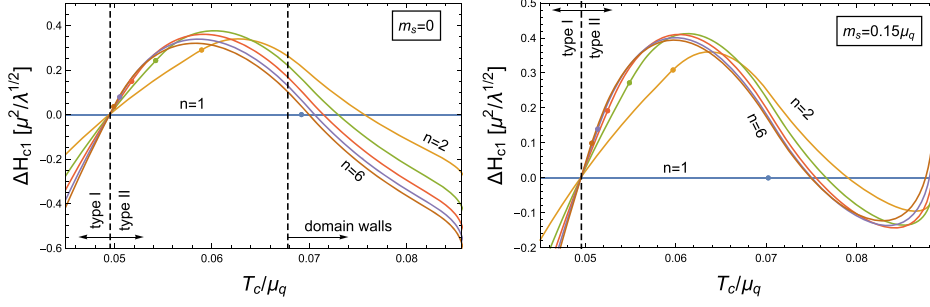 m_s=0
0.4
0.2
0.0
-0.2
-0.4
-0.6
ΔH_c1 [μ²/λ^1/2]
type I
type II
n=1
n=2
n=6
domain walls
0.05
0.06
0.07
0.08
T_c/μ_q
m_s=0.15μ_q
0.5
0.4
0.3
0.2
0.1
0.0
-0.1
-0.2
ΔH_c1 [μ²/λ^1/2]
type I
type II
n=1
n=2
n=6
0.05
0.06
0.07
0.08
T_c/μ_q